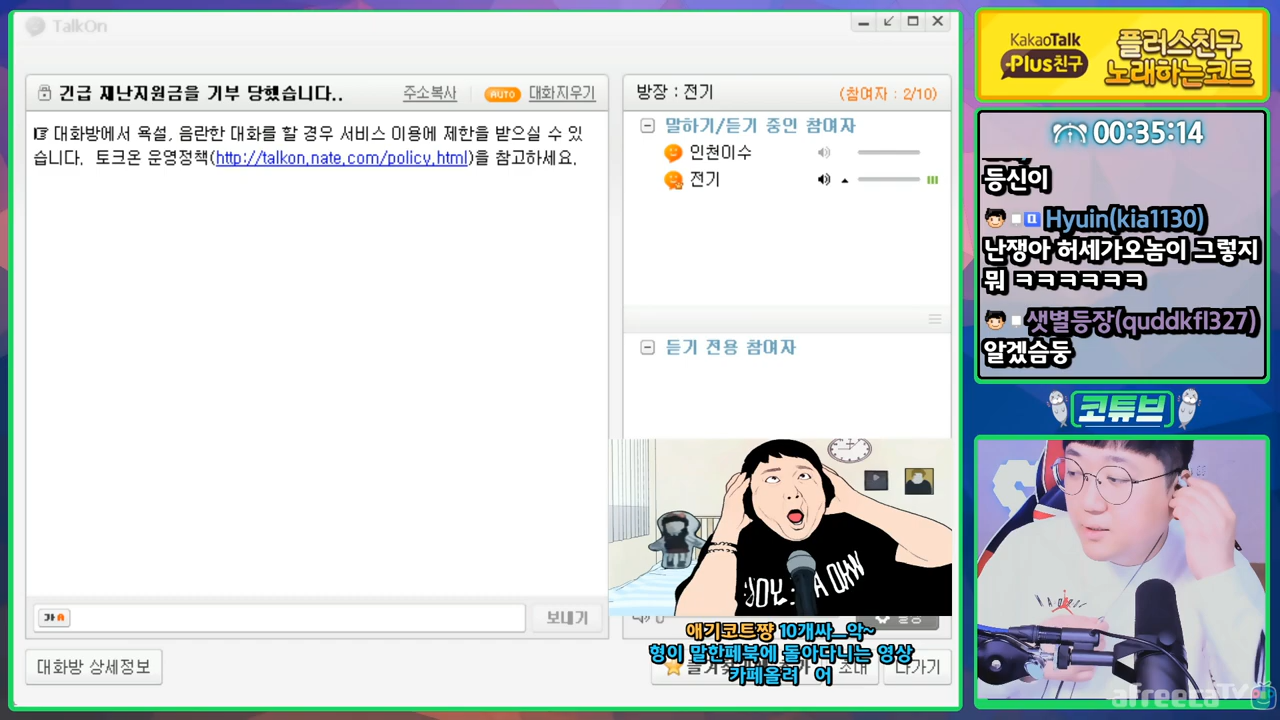 TalkOn
긴급 재난지원금을 기부 당했습니다..
주소복사
AUTO 대화지우기
☞ 대화방에서 욕설, 음란한 대화를 할 경우 서비스 이용에 제한을 받으실 수 있
습니다. 토크온 운영정책(http://talkon.nate.com/policy.html)을 참고하세요.
가
보내기
대화방 상세정보
방장 : 전기
(참여자 : 2/10)
말하기/듣기 중인 참여자
인천이수
전기
듣기 전용 참여자
애기코트쨩 10개싸__악~
형이 말한페북에 돌아다니는 영상
카페올려 어
초대
나가기
KakaoTalk
Plus친구
플러스친구
노래하는코트
00:35:14
등신이
Hyuin(kia1130)
난쟁아 허세가오놈이 그렇지
뭐 ㅋㅋㅋㅋㅋㅋ
샛별등장(quddkfl327)
알겠슴둥
코튜브
afreecaTV